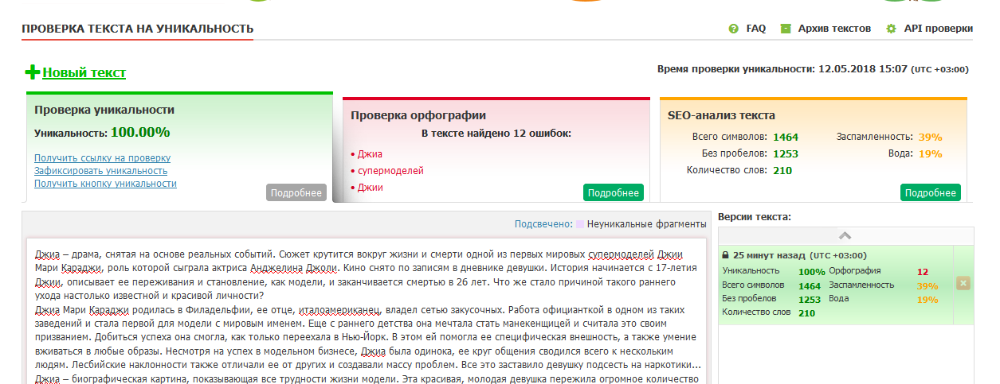 ПРОВЕРКА ТЕКСТА НА УНИКАЛЬНОСТЬ
FAQ Архив текстов API проверки
Новый текст
Время проверки уникальности: 12.05.2018 15:07 (UTC +03:00)
Проверка уникальности
Уникальность: 100.00%
Получить ссылку на проверку
Зафиксировать уникальность
Получить кнопку уникальности
Подробнее
Проверка орфографии
В тексте найдено 12 ошибок:
• Джиа
• супермоделей
• Джии
Подробнее
SEO-анализ текста
Всего символов: 1464 Заспамленность: 39%
Без пробелов: 1253 Вода: 19%
Количество слов: 210
Подробнее
Подсвечено: Неуникальные фрагменты
Джиа – драма, снятая на основе реальных событий. Сюжет крутится вокруг жизни и смерти одной из первых мировых супермоделей Джии
Мари Караджи, роль которой сыграла актриса Анджелина Джоли. Кино снято по записям в дневнике девушки. История начинается с 17-летия
Джии, описывает ее переживания и становление, как модели, и заканчивается смертью в 26 лет. Что же стало причиной такого раннего
ухода настолько известной и красивой личности?
Джиа Мари Караджи родилась в Филадельфии, ее отце, италоамериканец, владел сетью закусочных. Работа официанткой в одном из таких
заведений и стала первой для модели с мировым именем. Еще с раннего детства она мечтала стать манекенщицей и считала это своим
призванием. Добиться успеха она смогла, как только переехала в Нью-Йорк. В этом ей помогла ее специфическая внешность, а также умение
вживаться в любые образы. Несмотря на успех в модельном бизнесе, Джиа была одинока, ее круг общения сводился всего к нескольким
людям. Лесбийские наклонности также отличали ее от других и создавали массу проблем. Все это заставило девушку подсесть на наркотики…
Джиа – биографическая картина, показывающая все трудности жизни модели. Эта красивая, молодая девушка пережила огромное количество
Версии текста:
25 минут назад (UTC +03:00)
Уникальность 100% Орфография 12
Всего символов 1464 Заспамленность 39%
Без пробелов 1253 Вода 19%
Количество слов 210